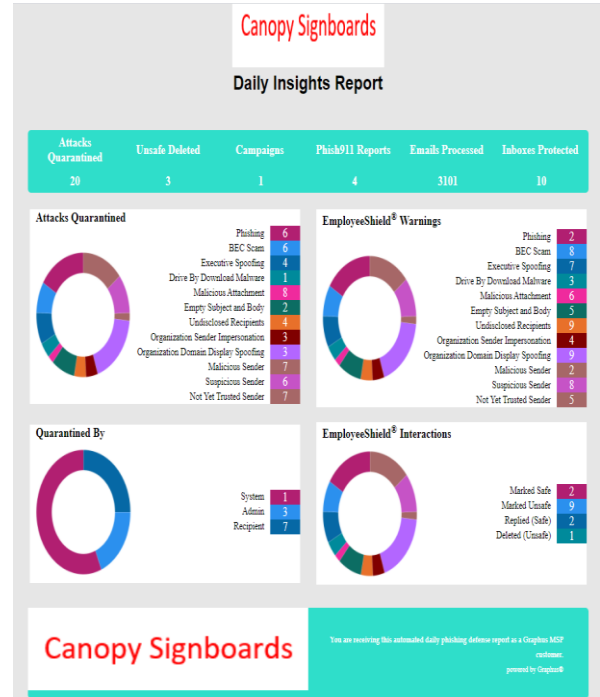 Canopy Signboards
Daily Insights Report
Attacks Quarantined
20
Unsafe Deleted
3
Campaigns
1
Phish911 Reports
4
Emails Processed
3101
Inboxes Protected
10
Attacks Quarantined
Phishing 6
BEC Scam 6
Executive Spoofing 4
Drive By Download Malware 1
Malicious Attachment 8
Empty Subject and Body 2
Undisclosed Recipients 4
Organization Sender Impersonation 3
Organization Domain Display Spoofing 3
Malicious Sender 7
Suspicious Sender 6
Not Yet Trusted Sender 7
EmployeeShield® Warnings
Phishing 2
BEC Scam 8
Executive Spoofing 7
Drive By Download Malware 3
Malicious Attachment 6
Empty Subject and Body 5
Undisclosed Recipients 9
Organization Sender Impersonation 4
Organization Domain Display Spoofing 9
Malicious Sender 2
Suspicious Sender 8
Not Yet Trusted Sender 5
Quarantined By
System 1
Admin 3
Recipient 7
EmployeeShield® Interactions
Marked Safe 2
Marked Unsafe 9
Replied (Safe) 2
Deleted (Unsafe) 1
Canopy Signboards
You are receiving this automated daily phishing defense report as a Graphus MSP
customer.
powered by Graphus®